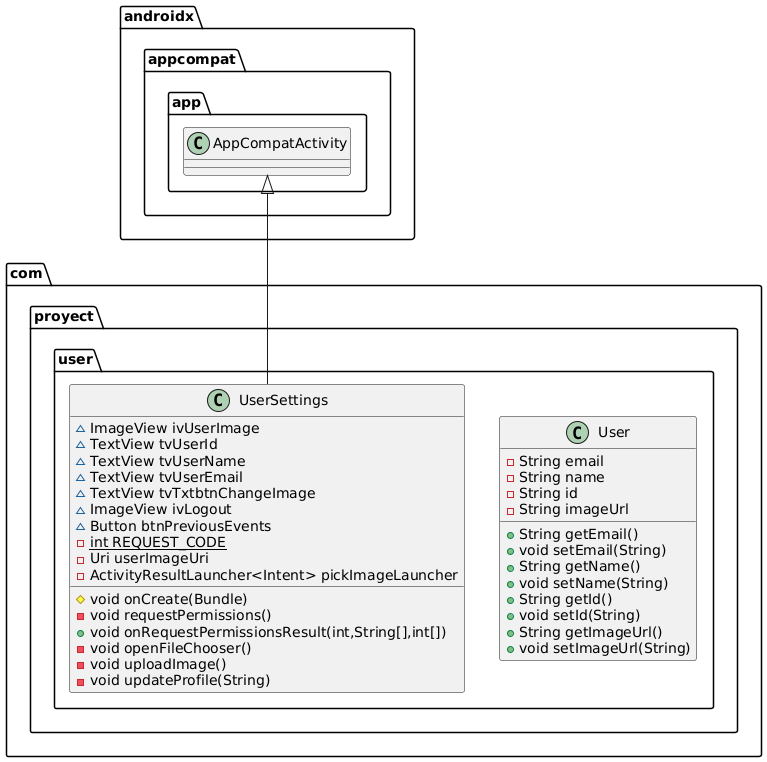 androidx
appcompat
app
C AppCompatActivity
com
proyect
user
C UserSettings
ImageView ivUserImage
TextView tvUserId
TextView tvUserName
TextView tvUserEmail
TextView tvTxtbtnChangeImage
ImageView ivLogout
Button btnPreviousEvents
int REQUEST_CODE
Uri userImageUri
ActivityResultLauncher<Intent> pickImageLauncher
void onCreate(Bundle)
void requestPermissions()
void onRequestPermissionsResult(int,String[],int[])
void openFileChooser()
void uploadImage()
void updateProfile(String)
C User
String email
String name
String id
String imageUrl
String getEmail()
void setEmail(String)
String getName()
void setName(String)
String getId()
void setId(String)
String getImageUrl()
void setImageUrl(String)